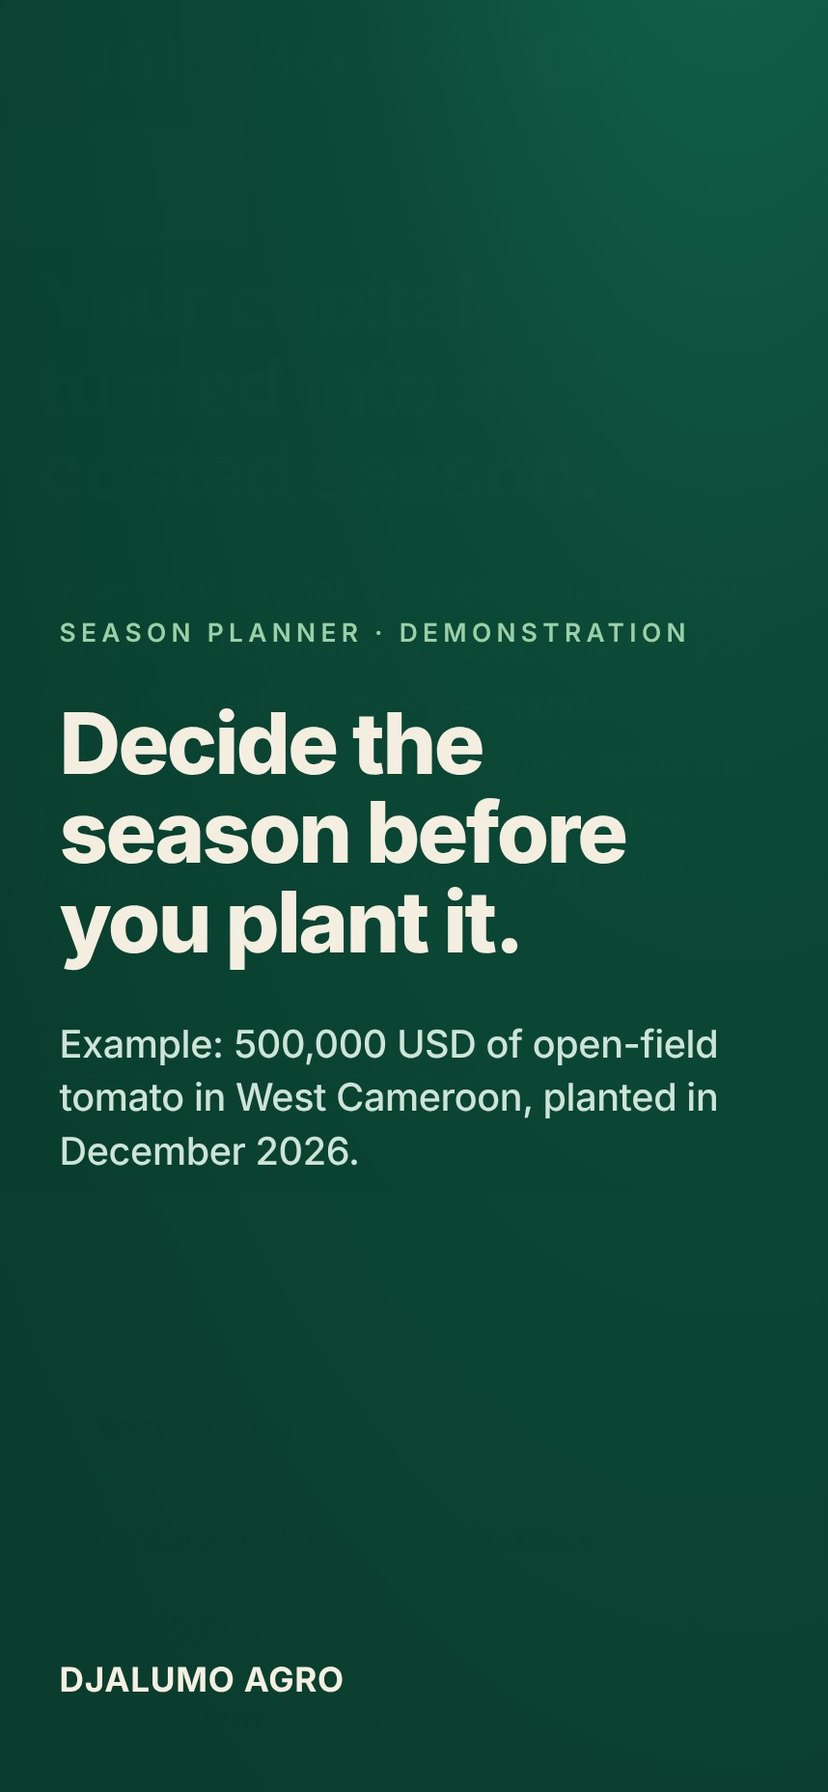 SEASON PLANNER · DEMONSTRATION
Decide the
season before
you plant it.
Example: 500,000 USD of open-field
tomato in West Cameroon, planted in
December 2026.
DJALUMO AGRO